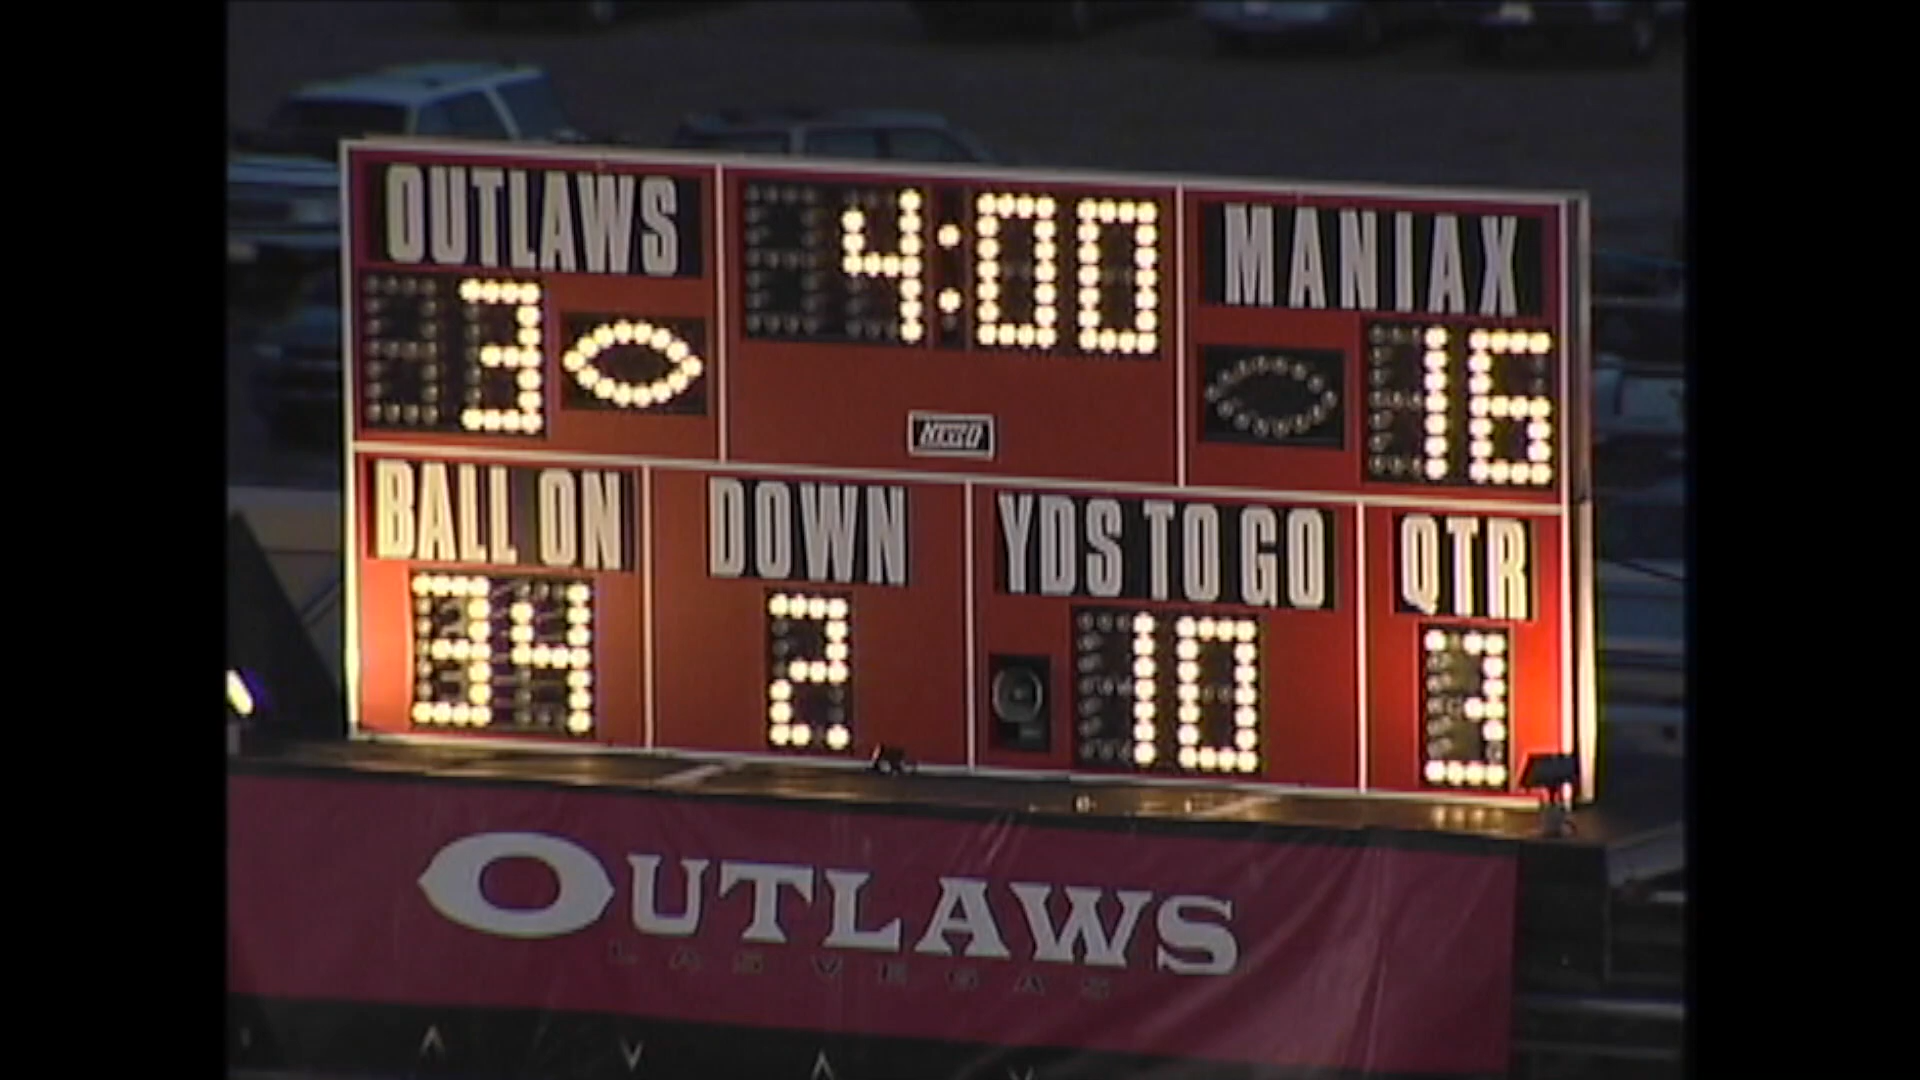 OUTLAWS 4:00 MANIAX
3 16
NEVCO
BALL ON DOWN YDS TO GO QTR
34 2 10 3
OUTLAWS
LAS VEGAS